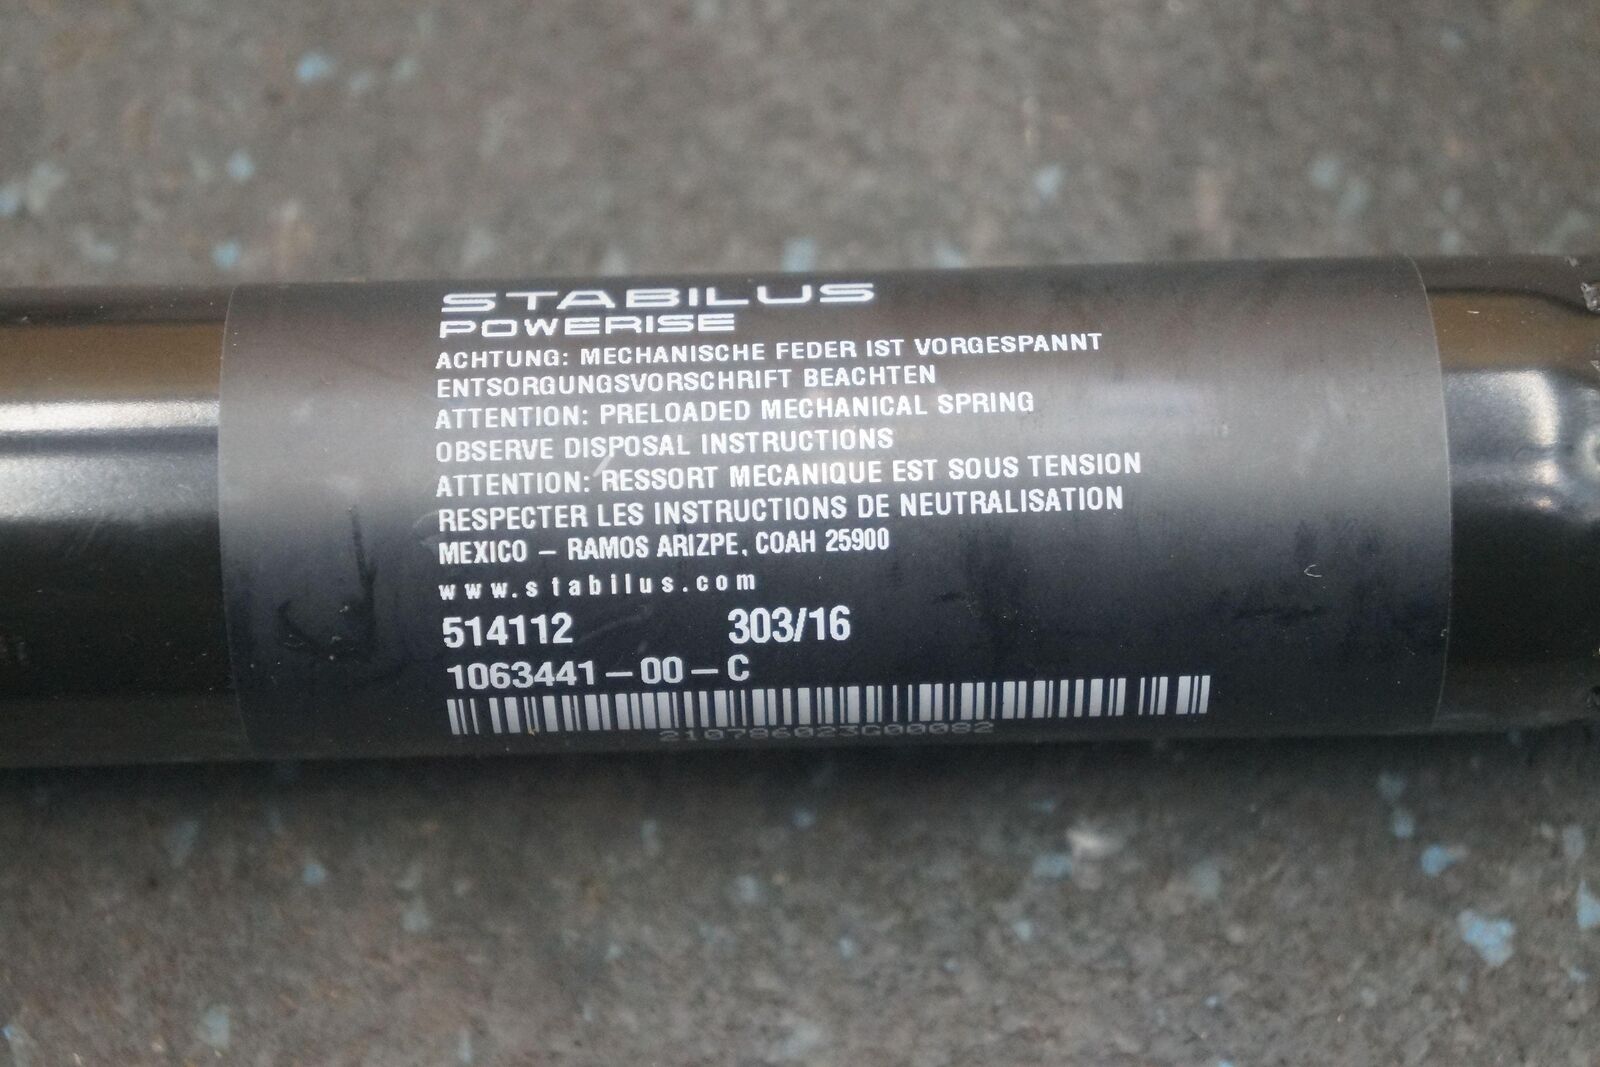 STABILUS
POWERISE
ACHTUNG: MECHANISCHE FEDER IST VORGESPANNT
ENTSORGUNGSVORSCHRIFT BEACHTEN
ATTENTION: PRELOADED MECHANICAL SPRING
OBSERVE DISPOSAL INSTRUCTIONS
ATTENTION: RESSORT MECANIQUE EST SOUS TENSION
RESPECTER LES INSTRUCTIONS DE NEUTRALISATION
MEXICO – RAMOS ARIZPE, COAH 25900
www.stabilus.com
514112 303/16
1063441–00–C
210786023G00082